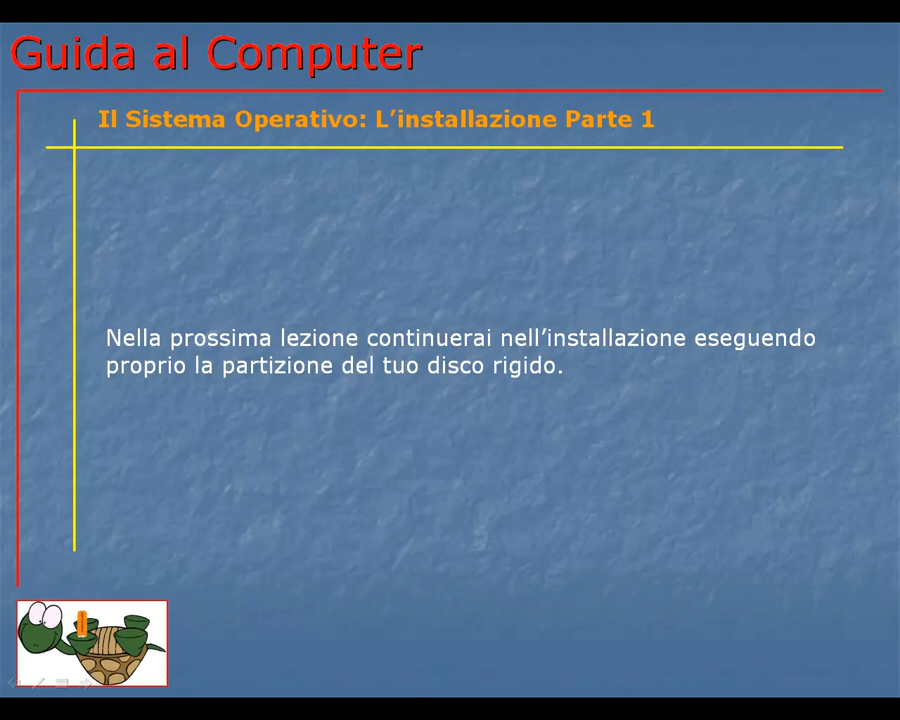 Guida al Computer
Il Sistema Operativo: L’installazione Parte 1
Nella prossima lezione continuerai nell’installazione eseguendo
proprio la partizione del tuo disco rigido.